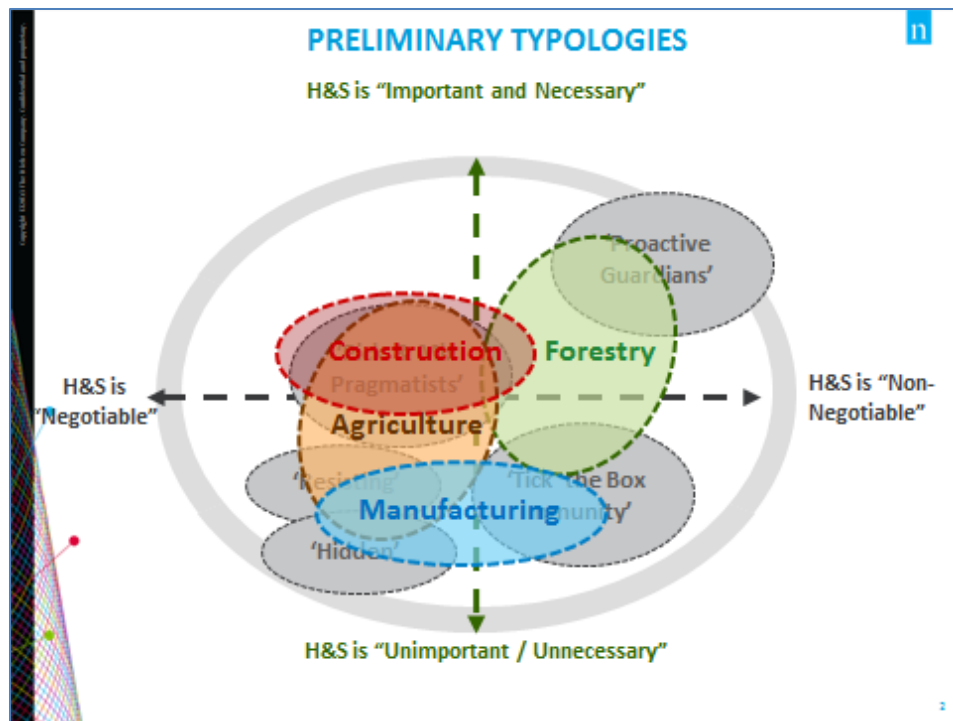 PRELIMINARY TYPOLOGIES
n
H&S is “Important and Necessary”
‘Proactive
Guardians’
Construction
Forestry
Pragmatists’
H&S is
“Negotiable”
H&S is “Non-
Negotiable”
Agriculture
‘Resisting’
‘Tick’ the Box
Manufacturing
‘Hidden’
H&S is “Unimportant / Unnecessary”
2